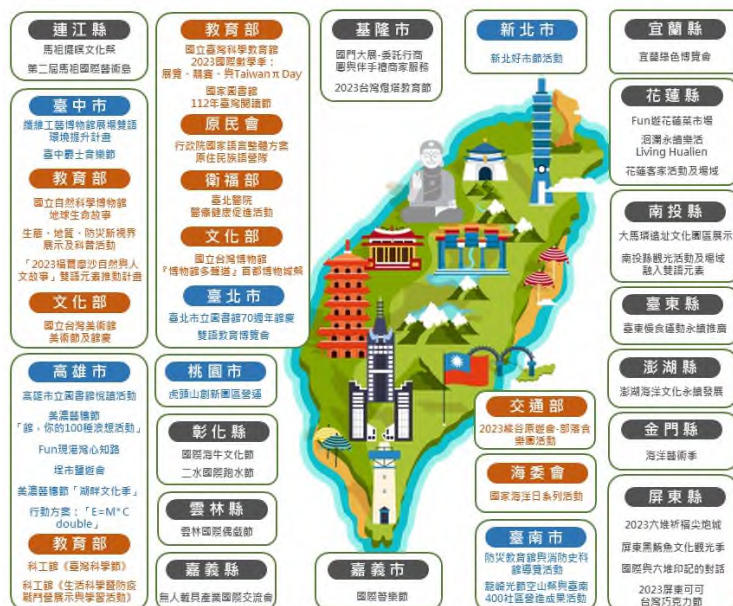 連江縣
馬祖擺暝文化祭
第二屆馬祖國際藝術島
臺中市
纖維工藝博物館展場雙語
環境提升計畫
臺中爵士音樂節
教育部
國立自然科學博物館
地球生命故事
生態、地質、防災新視界
展示及科普活動
「2023福爾摩沙自然與人
文故事」雙語元素推動計畫
文化部
國立台灣美術館
美術節及館慶
高雄市
高雄市立圖書館悅讀活動
美濃藝穗節
「館,你的100種浪想活動」
Fun現港灣心知路
埕市鹽遊會
美濃藝穗節「湖畔文化季」
行動方案:「E=M*C
double」
教育部
科工館《臺灣科學節》
科工館《生活科學暨防疫
戰鬥營展示與學習活動》
教育部
國立臺灣科學教育館
2023國際數學季:
展覽、競賽、與Taiwan π Day
國家圖書館
112年臺灣閱讀節
原民會
行政院國家語言整體方案
原住民族語營隊
衛福部
臺北醫院
醫療健康促進活動
文化部
國立台灣博物館
『博物館多聲道』首都博物城祭
臺北市
臺北市立圖書館70週年館慶
雙語教育博覽會
桃園市
虎頭山創新園區營運
彰化縣
國際海牛文化節
二水國際跑水節
雲林縣
雲林國際偶戲節
嘉義縣
無人載具產業國際交流會
基隆市
國門大展-委託行商
圈與伴手禮商家服務
2023台灣燈塔教育節
新北市
新北好市節活動
嘉義市
國際管樂節
交通部
2023縱谷原遊會-部落食
樂園活動
海委會
國家海洋日系列活動
臺南市
防災教育館與消防史料
館導覽活動
龍崎光節空山祭與臺南
400社區營造成果活動
宜蘭縣
宜蘭綠色博覽會
花蓮縣
Fun遊花蓮菜市場
洄瀾永續樂活
Living Hualien
花蓮客家活動及場域
南投縣
大馬璘遺址文化園區展示
南投縣觀光活動及場域
融入雙語元素
臺東縣
臺東慢食運動永續推廣
澎湖縣
澎湖海洋文化永續發展
金門縣
海洋藝術季
屏東縣
2023六堆祈福尖炮城
屏東黑鮪魚文化觀光季
國際與六堆印記的對話
2023屏東可可
台灣巧克力節